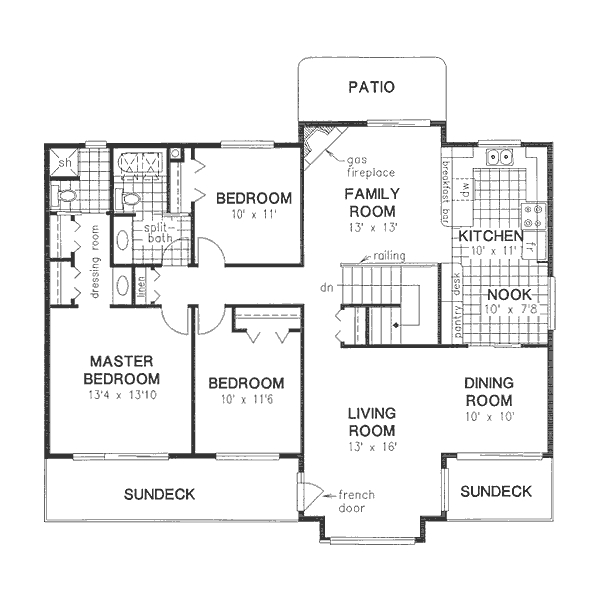 PATIO
sh
gas
fireplace
breakfast bar
dw
BEDROOM
10' x 11'
FAMILY
ROOM
13' x 13'
split-
bath
dressing room
KITCHEN
10' x 11'
fr
railing
linen
dn
desk
NOOK
10' x 7'8
pantry
MASTER
BEDROOM
13'4 x 13'10
BEDROOM
10' x 11'6
DINING
ROOM
10' x 10'
LIVING
ROOM
13' x 16'
SUNDECK
french
door
SUNDECK